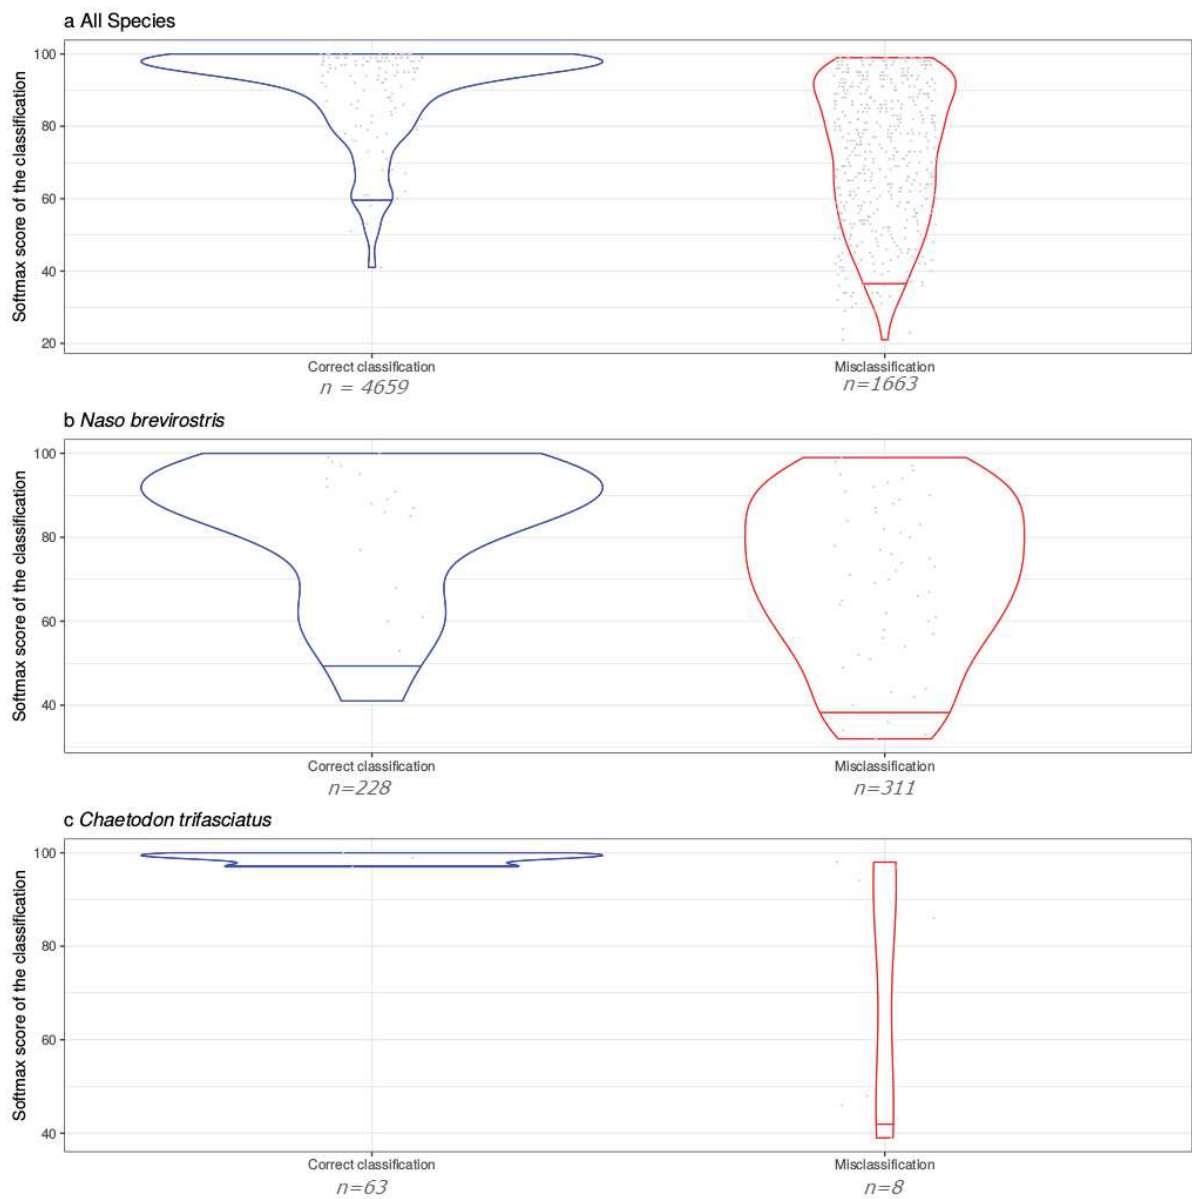 a All Species
Softmax score of the classification
100
80
60
40
20
Correct classification
Misclassification
n = 4659
n=1663
b Naso brevirostris
Softmax score of the classification
100
80
60
40
Correct classification
Misclassification
n=228
n=311
c Chaetodon trifasciatus
Softmax score of the classification
100
80
60
40
Correct classification
Misclassification
n=63
n=8